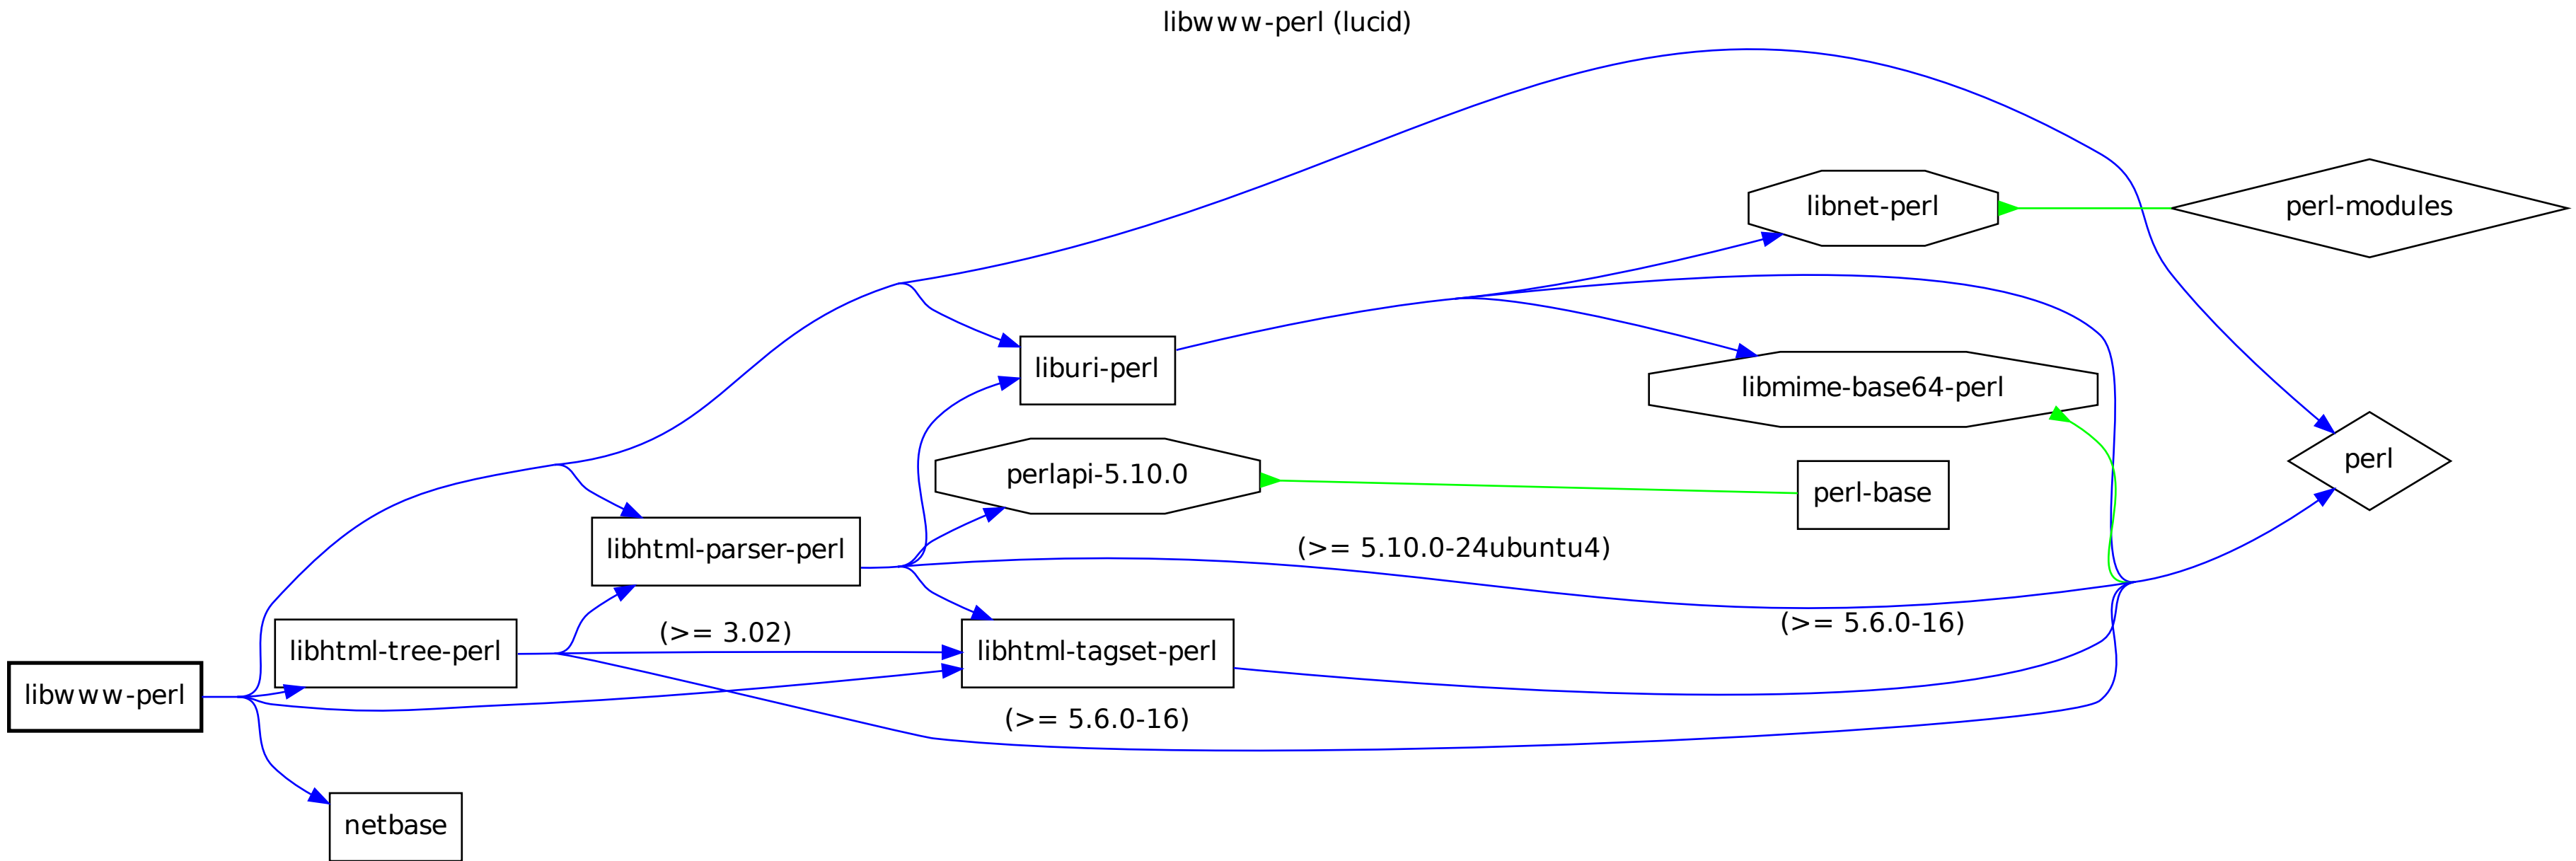 libwww-perl (lucid)
libnet-perl
perl-modules
liburi-perl
libmime-base64-perl
perl
perlapi-5.10.0
perl-base
libhtml-parser-perl
(>= 5.10.0-24ubuntu4)
(>= 5.6.0-16)
(>= 3.02)
libhtml-tree-perl
libhtml-tagset-perl
libwww-perl
(>= 5.6.0-16)
netbase